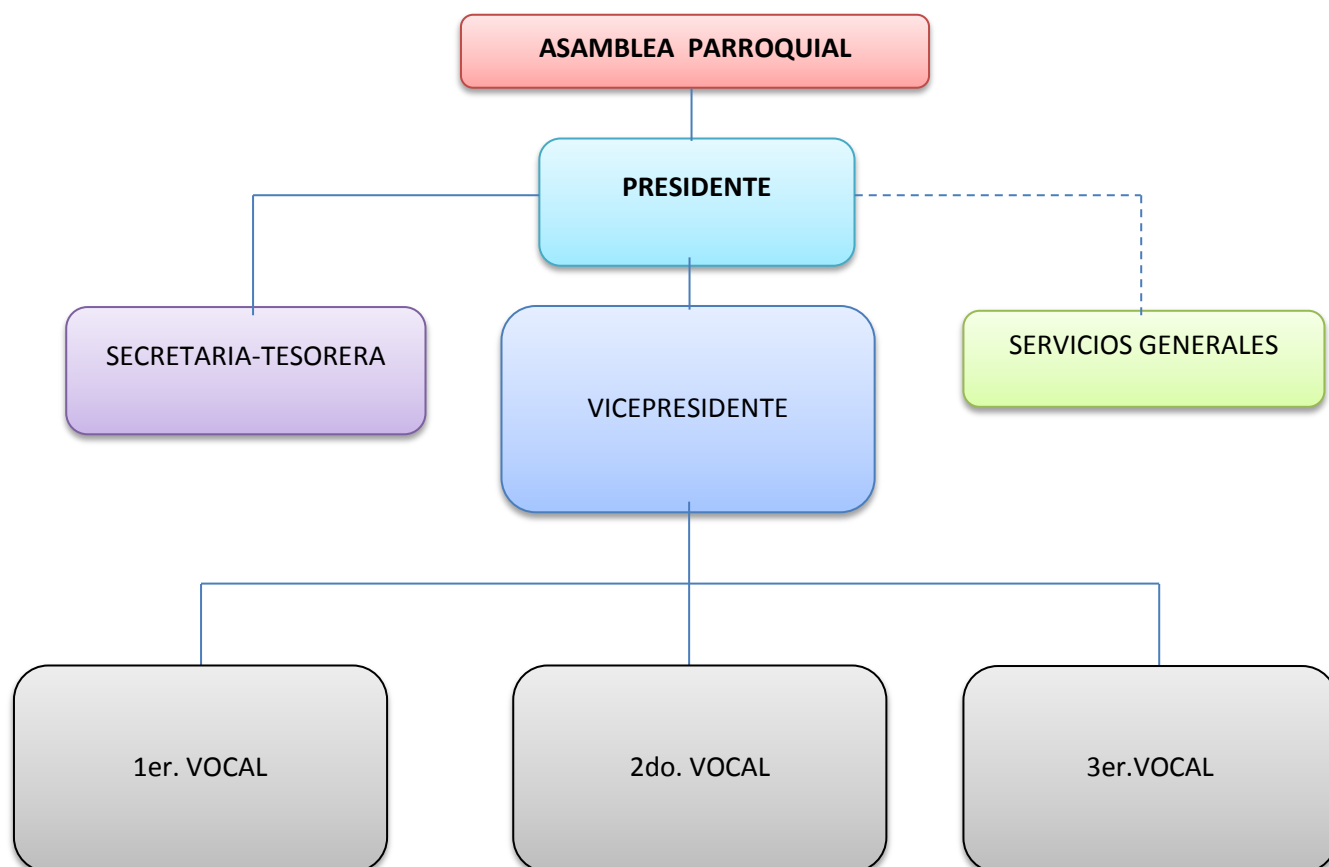 ASAMBLEA PARROQUIAL
PRESIDENTE
SECRETARIA-TESORERA
SERVICIOS GENERALES
VICEPRESIDENTE
1er. VOCAL
2do. VOCAL
3er.VOCAL